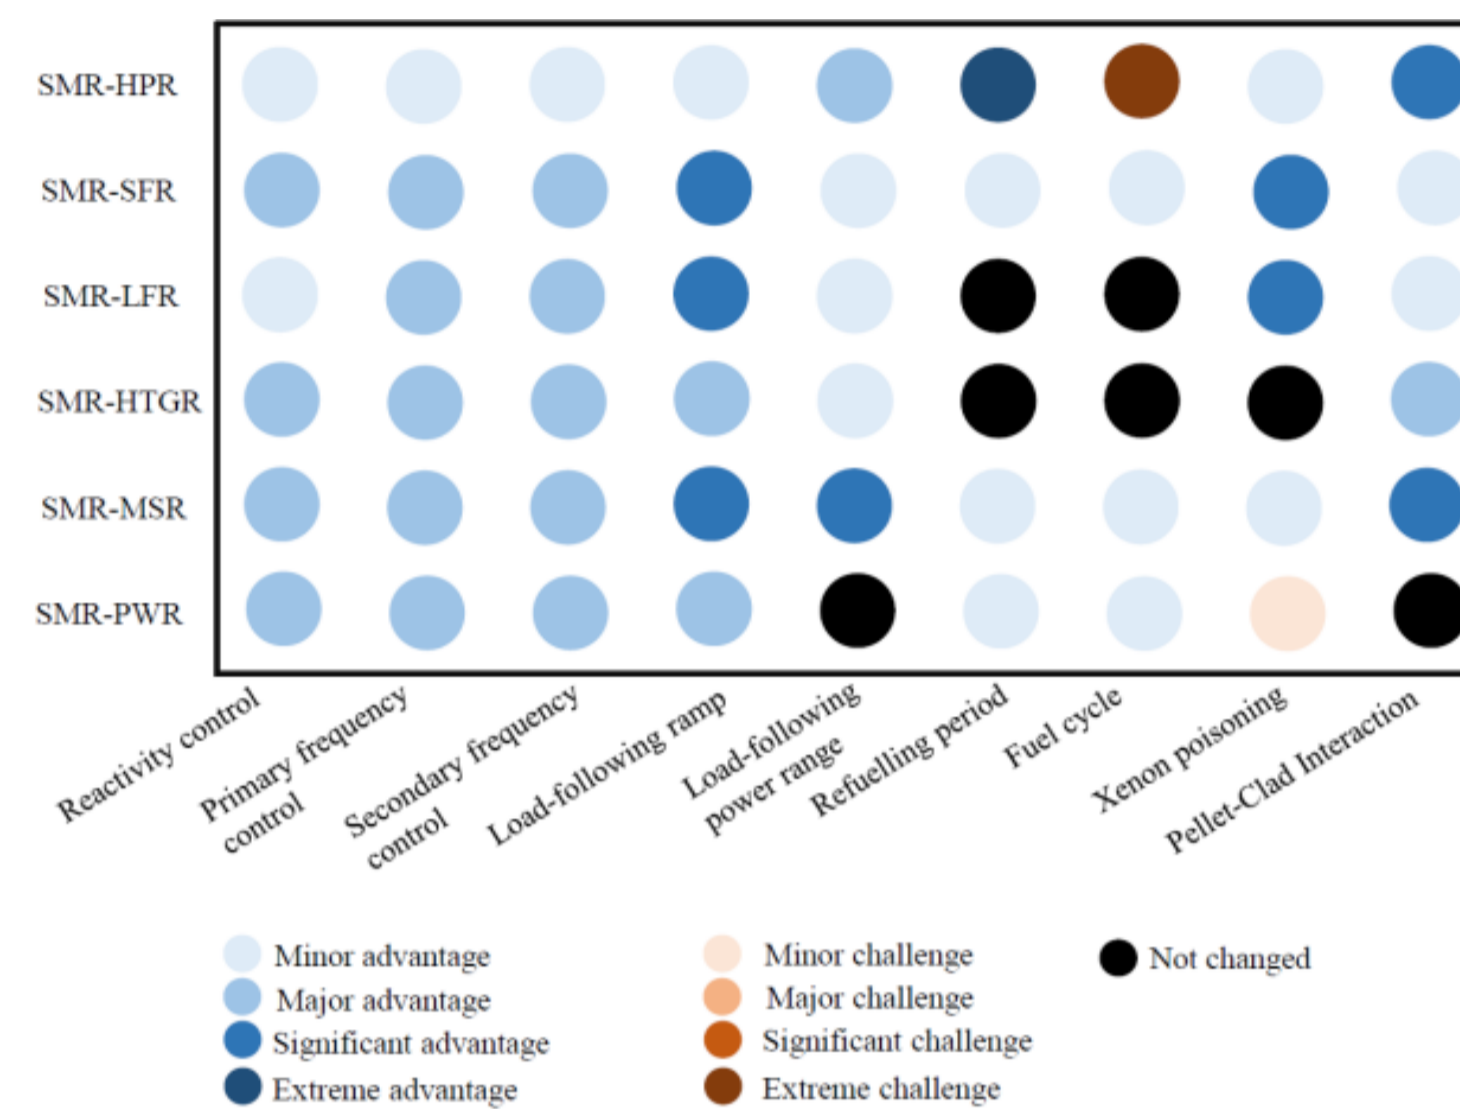 SMR-HPR
SMR-SFR
SMR-LFR
SMR-HTGR
SMR-MSR
SMR-PWR
Reactivity control
Primary frequency
control
Secondary frequency
control
Load-following ramp
Load-following
power range
Refuelling period
Fuel cycle
Xenon poisoning
Pellet-Clad Interaction
Minor advantage
Major advantage
Significant advantage
Extreme advantage
Minor challenge
Major challenge
Significant challenge
Extreme challenge
Not changed